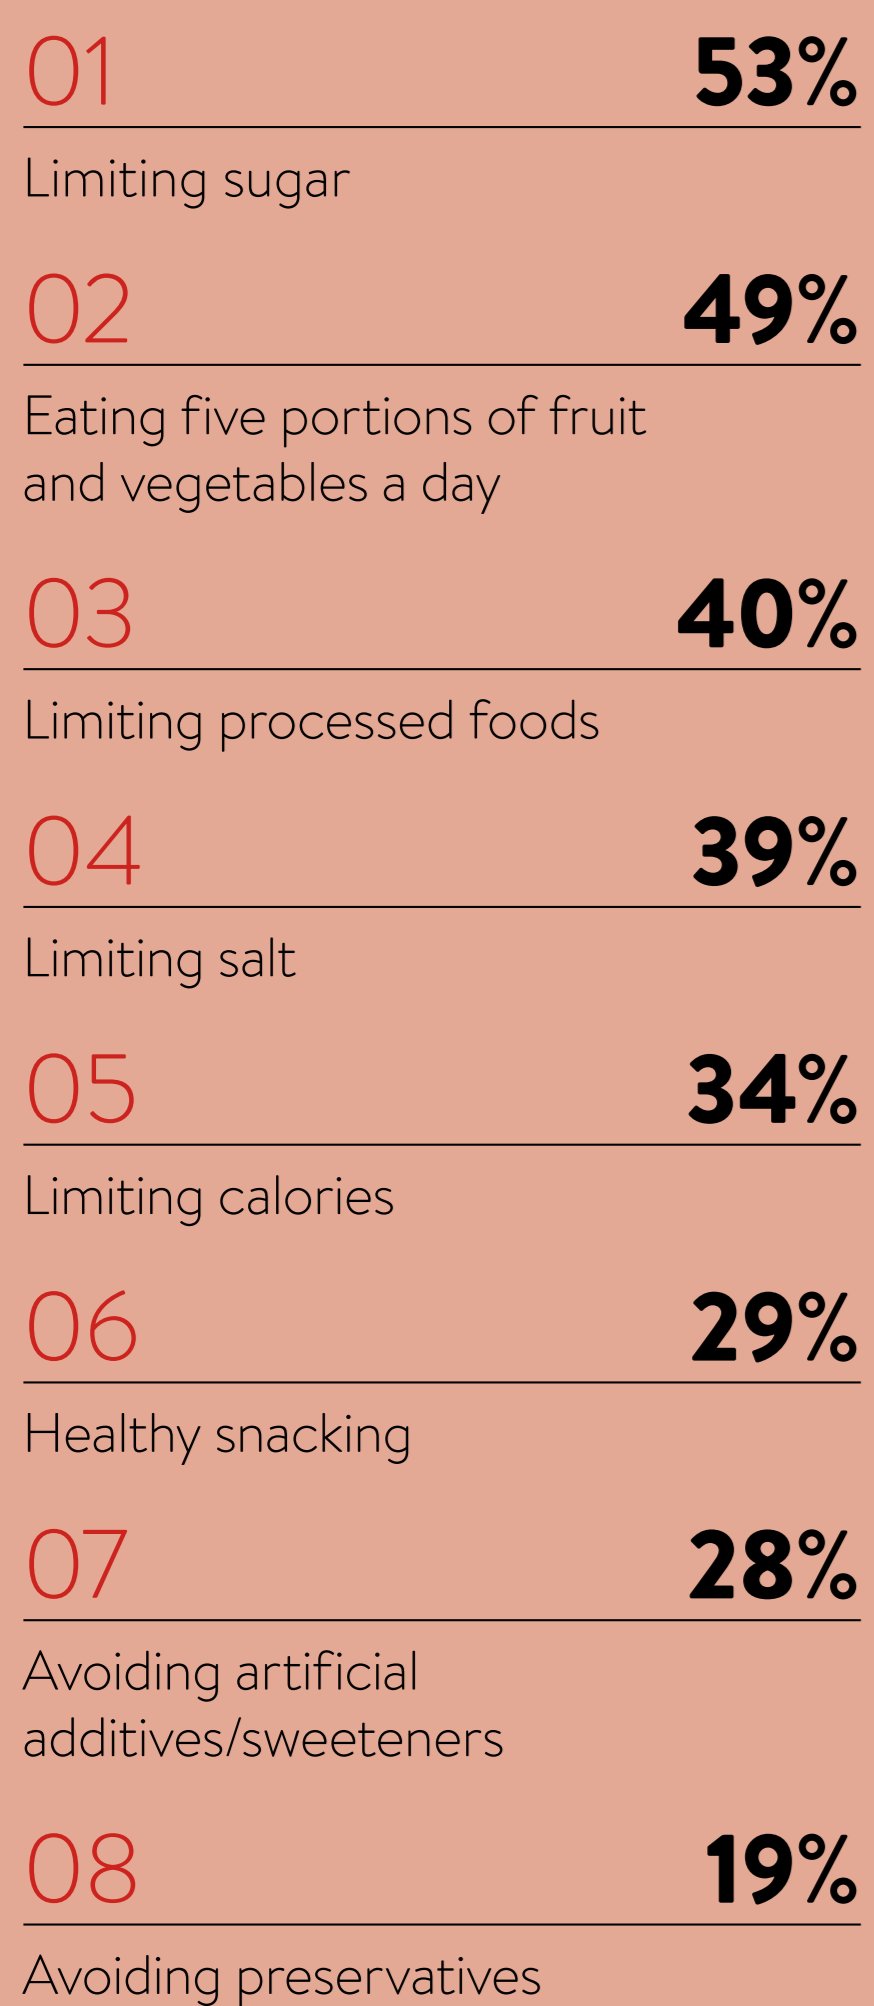 01 53%
Limiting sugar
02 49%
Eating five portions of fruit
and vegetables a day
03 40%
Limiting processed foods
04 39%
Limiting salt
05 34%
Limiting calories
06 29%
Healthy snacking
07 28%
Avoiding artificial
additives/sweeteners
08 19%
Avoiding preservatives